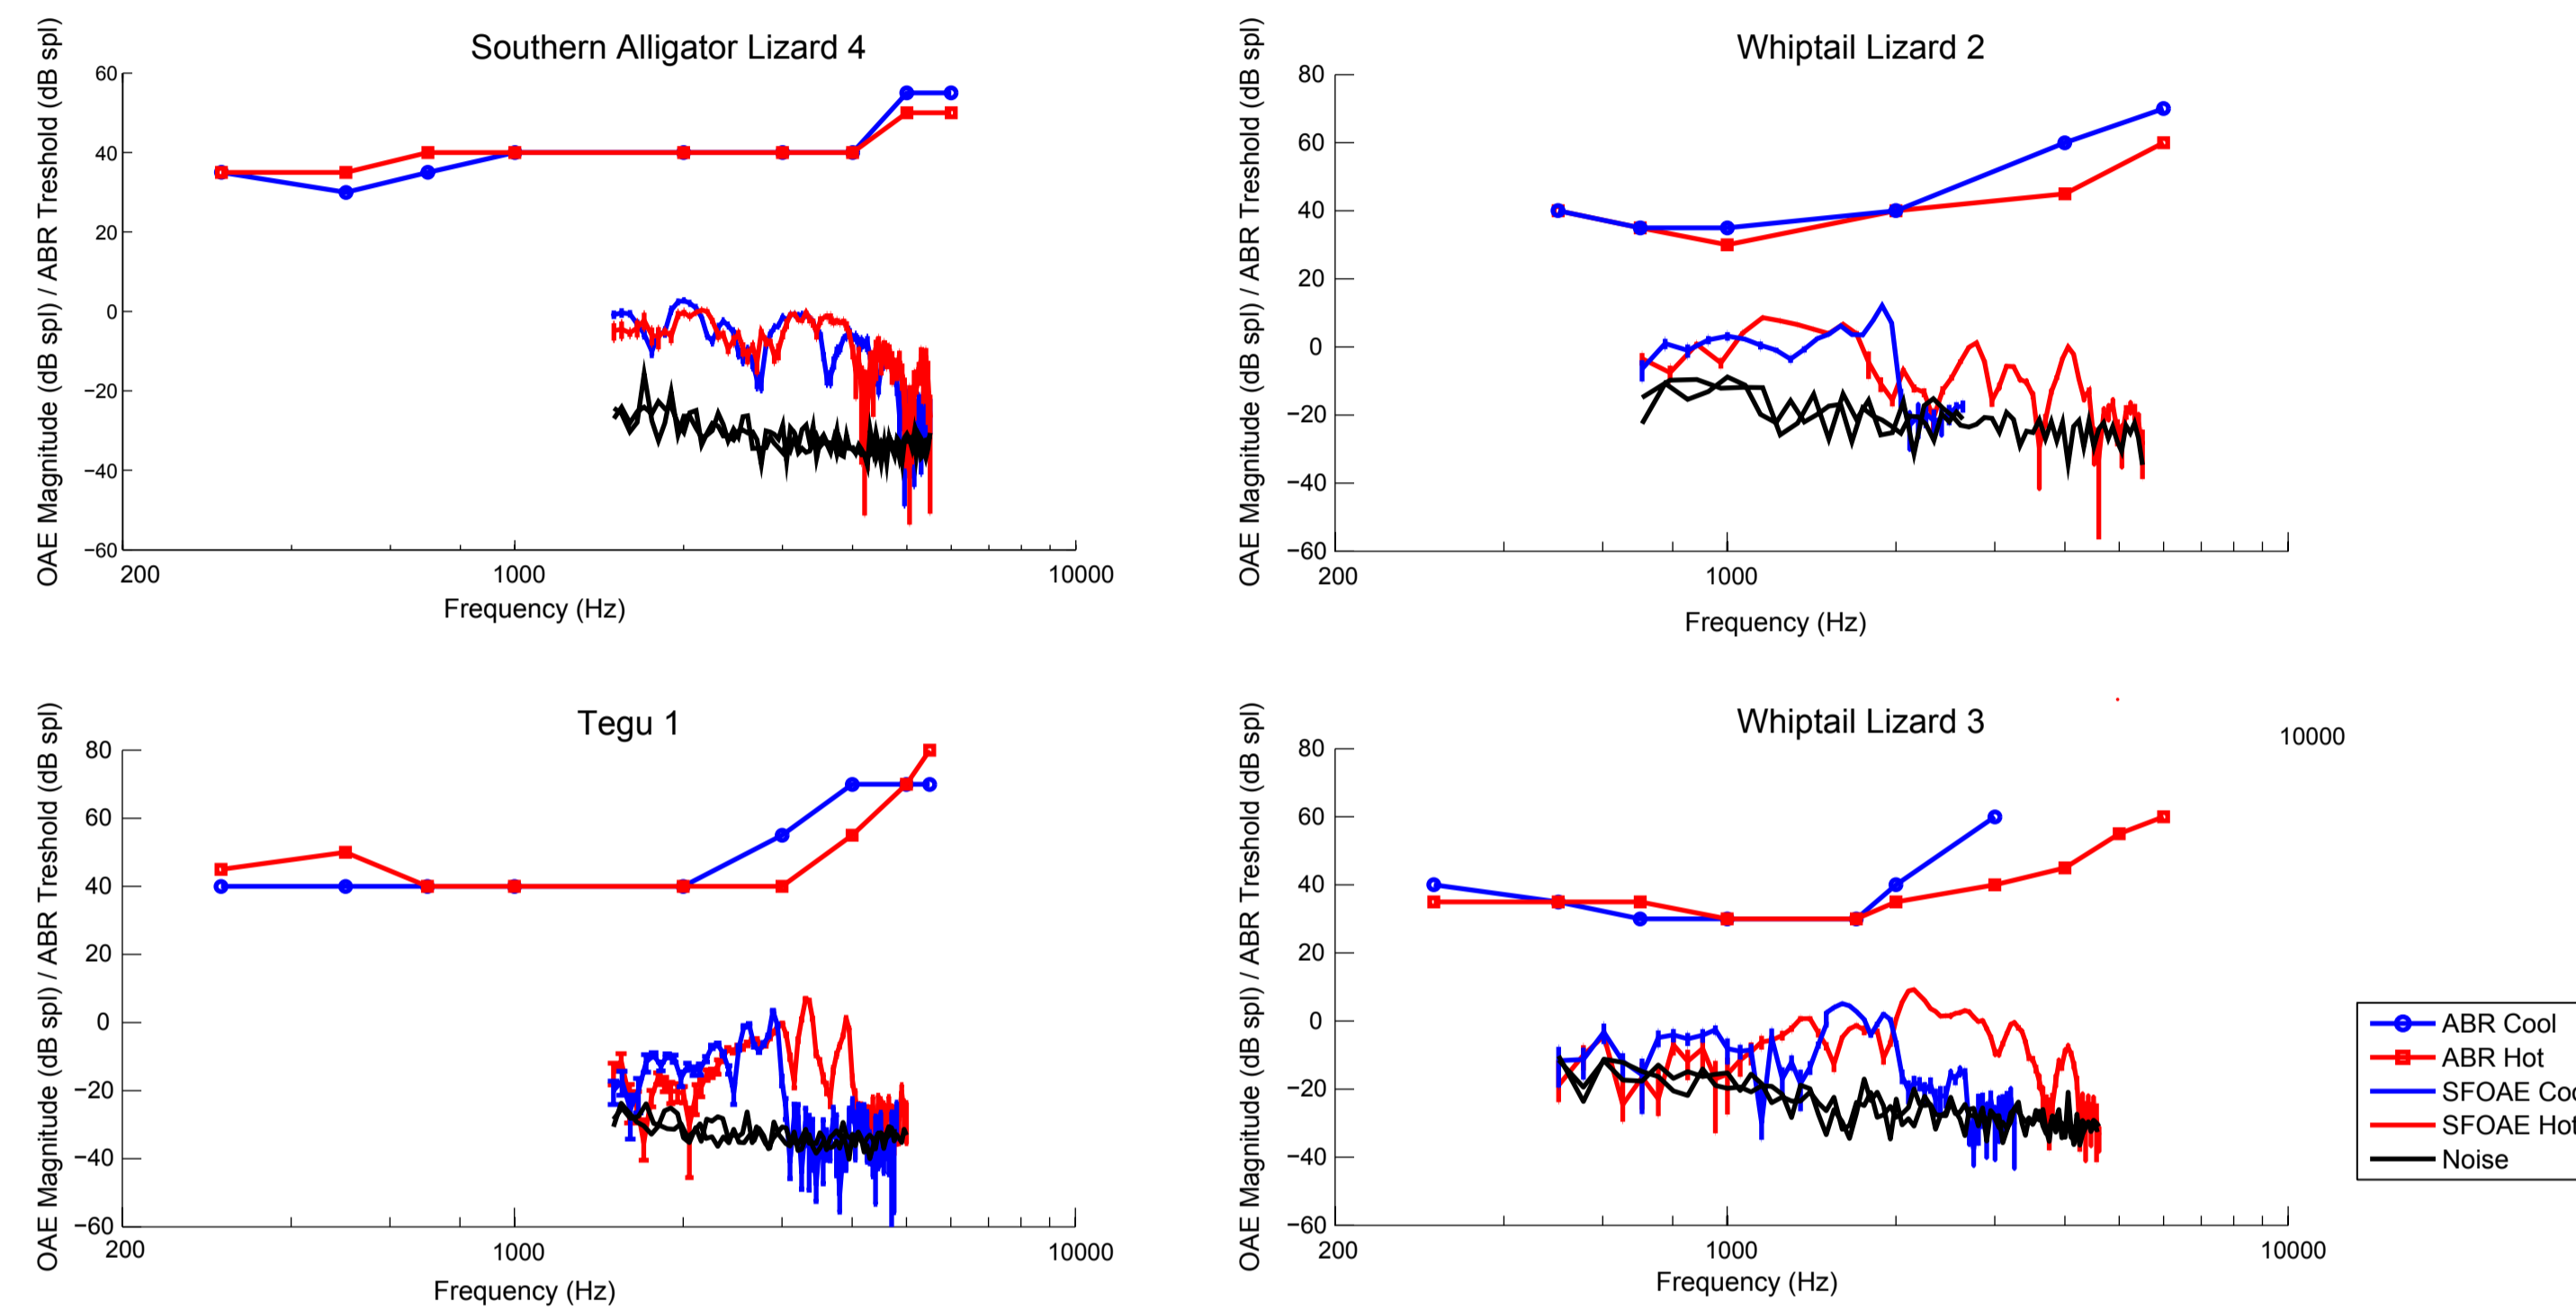 Southern Alligator Lizard 4
OAE Magnitude (dB spl) / ABR Treshold (dB spl)
60
40
20
0
−20
−40
−60
200
1000
10000
Frequency (Hz)
Whiptail Lizard 2
OAE Magnitude (dB spl) / ABR Treshold (dB spl)
80
60
40
20
0
−20
−40
−60
200
1000
Frequency (Hz)
Tegu 1
OAE Magnitude (dB spl) / ABR Treshold (dB spl)
80
60
40
20
0
−20
−40
−60
200
1000
10000
Frequency (Hz)
Whiptail Lizard 3
10000
OAE Magnitude (dB spl) / ABR Treshold (dB spl)
80
60
40
20
0
−20
−40
−60
200
1000
10000
Frequency (Hz)
ABR Cool
ABR Hot
SFOAE Coo
SFOAE Hot
Noise